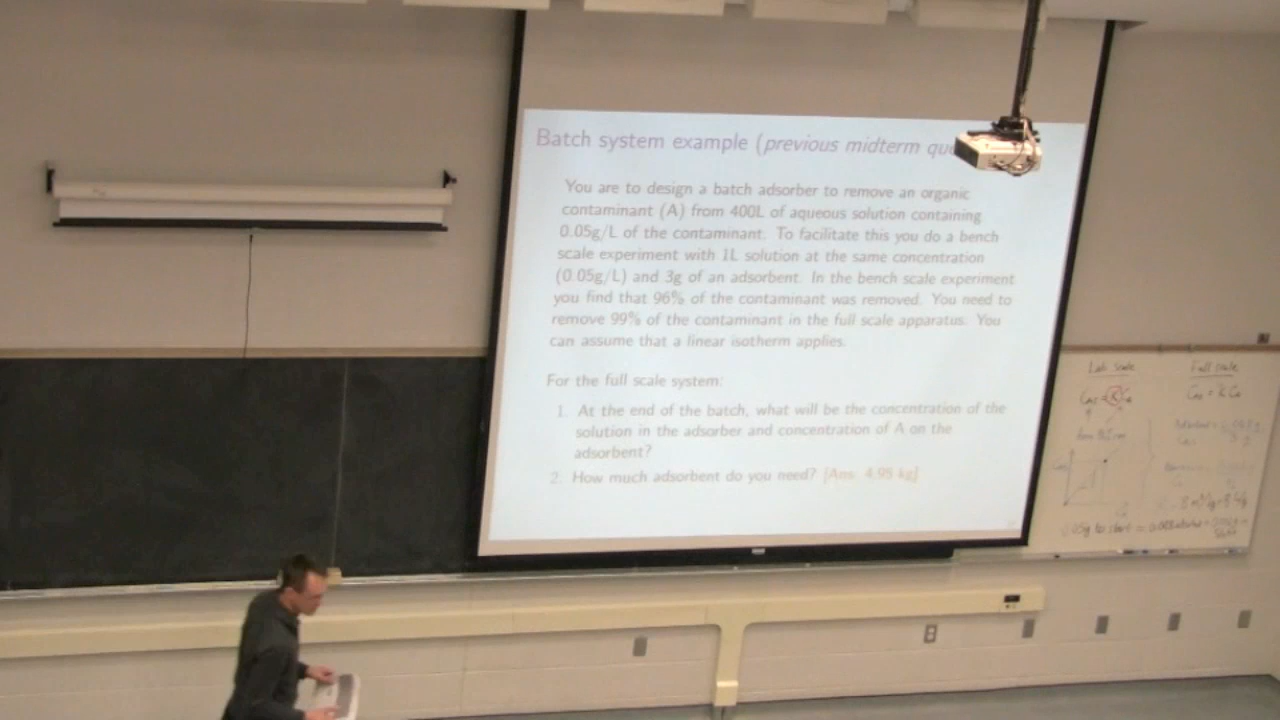 Batch system example (previous midterm
You are to design a batch adsorber to remove an organic
contaminant (A) from 400L of aqueous solution containing
0.05g/L of the contaminant. To facilitate this you do a bench
scale experiment with 1L solution at the same concentration
(0.05g/L) and 3g of an adsorbent. In the bench scale experiment
you find that 96% of the contaminant was removed. You need to
remove 99% of the contaminant in the full scale apparatus. You
can assume that a linear isotherm applies.
For the full scale system:
1. At the end of the batch, what will be the concentration of the
solution in the adsorber and concentration of A on the
adsorbent?
2. How much adsorbent do you need? [Ans: 4.95 kg]
Lab scale
Full scale